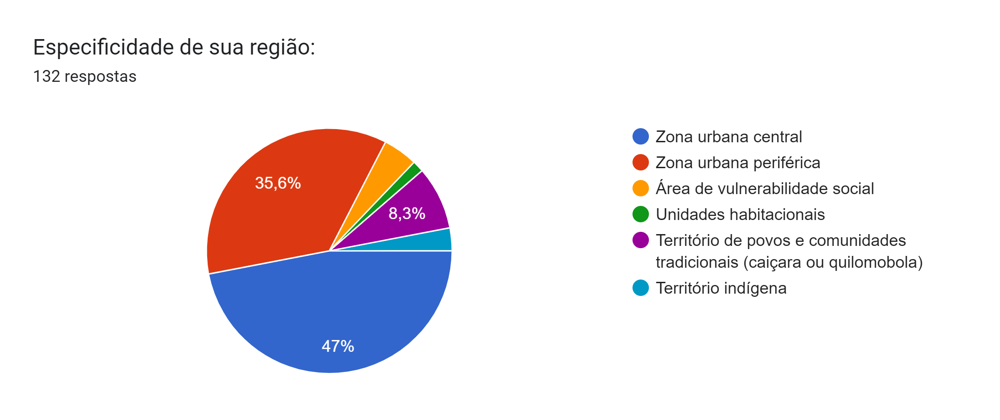 Especificidade de sua região:
132 respostas
35,6%
8,3%
47%
Zona urbana central
Zona urbana periférica
Área de vulnerabilidade social
Unidades habitacionais
Território de povos e comunidades
tradicionais (caiçara ou quilomobola)
Território indígena